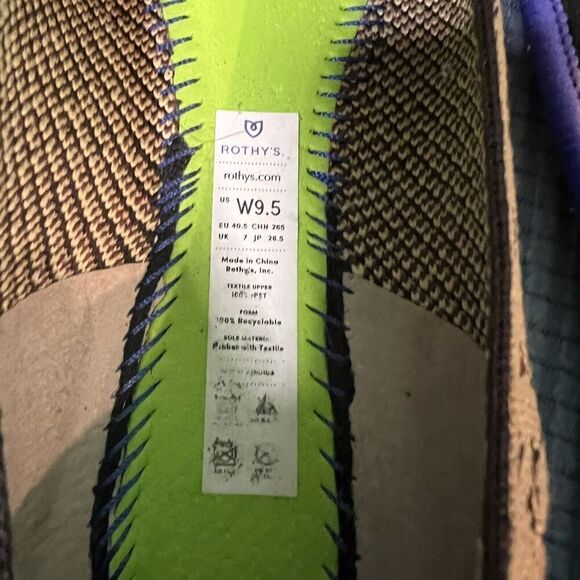 ROTHY'S.
rothys.com
US W9.5
EU 40.5 CHN 265
UK 7 JP 26.5
Made in China
Rothy's, Inc.
TEXTILE UPPER
100% rPET
FOAM
100% Recyclable
SOLE MATERIAL
Rubber with Textile